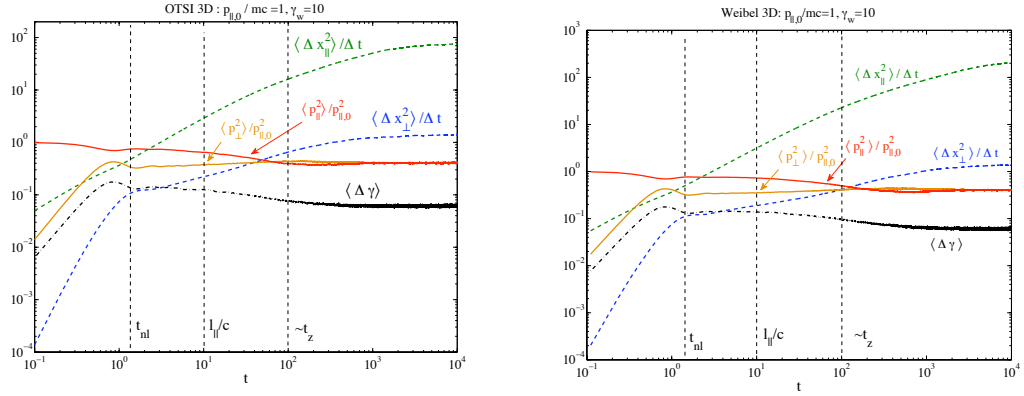 OTSI 3D : p∥,0 / mc =1, γw=10
10²
10¹
10⁰
10⁻¹
10⁻²
10⁻³
10⁻⁴
⟨ Δ x∥² ⟩/Δ t
⟨ p∥² ⟩/p∥,0²
⟨ p⊥² ⟩/p∥,0²
⟨ Δ x⊥² ⟩/Δ t
⟨ Δ γ ⟩
tnl
l∥/c
~tz
10⁻¹ 10⁰ 10¹ 10² 10³ 10⁴
t
Weibel 3D: p∥,0/mc=1, γw=10
10³
10²
10¹
10⁰
10⁻¹
10⁻²
10⁻³
10⁻⁴
⟨ Δ x∥² ⟩/ Δ t
⟨ p∥² ⟩/ p∥,0²
⟨ p⊥² ⟩/ p∥,0²
⟨ Δ x⊥² ⟩/Δ t
⟨ Δ γ ⟩
tnl
l∥/c
~tz
10⁻¹ 10⁰ 10¹ 10² 10³ 10⁴
t